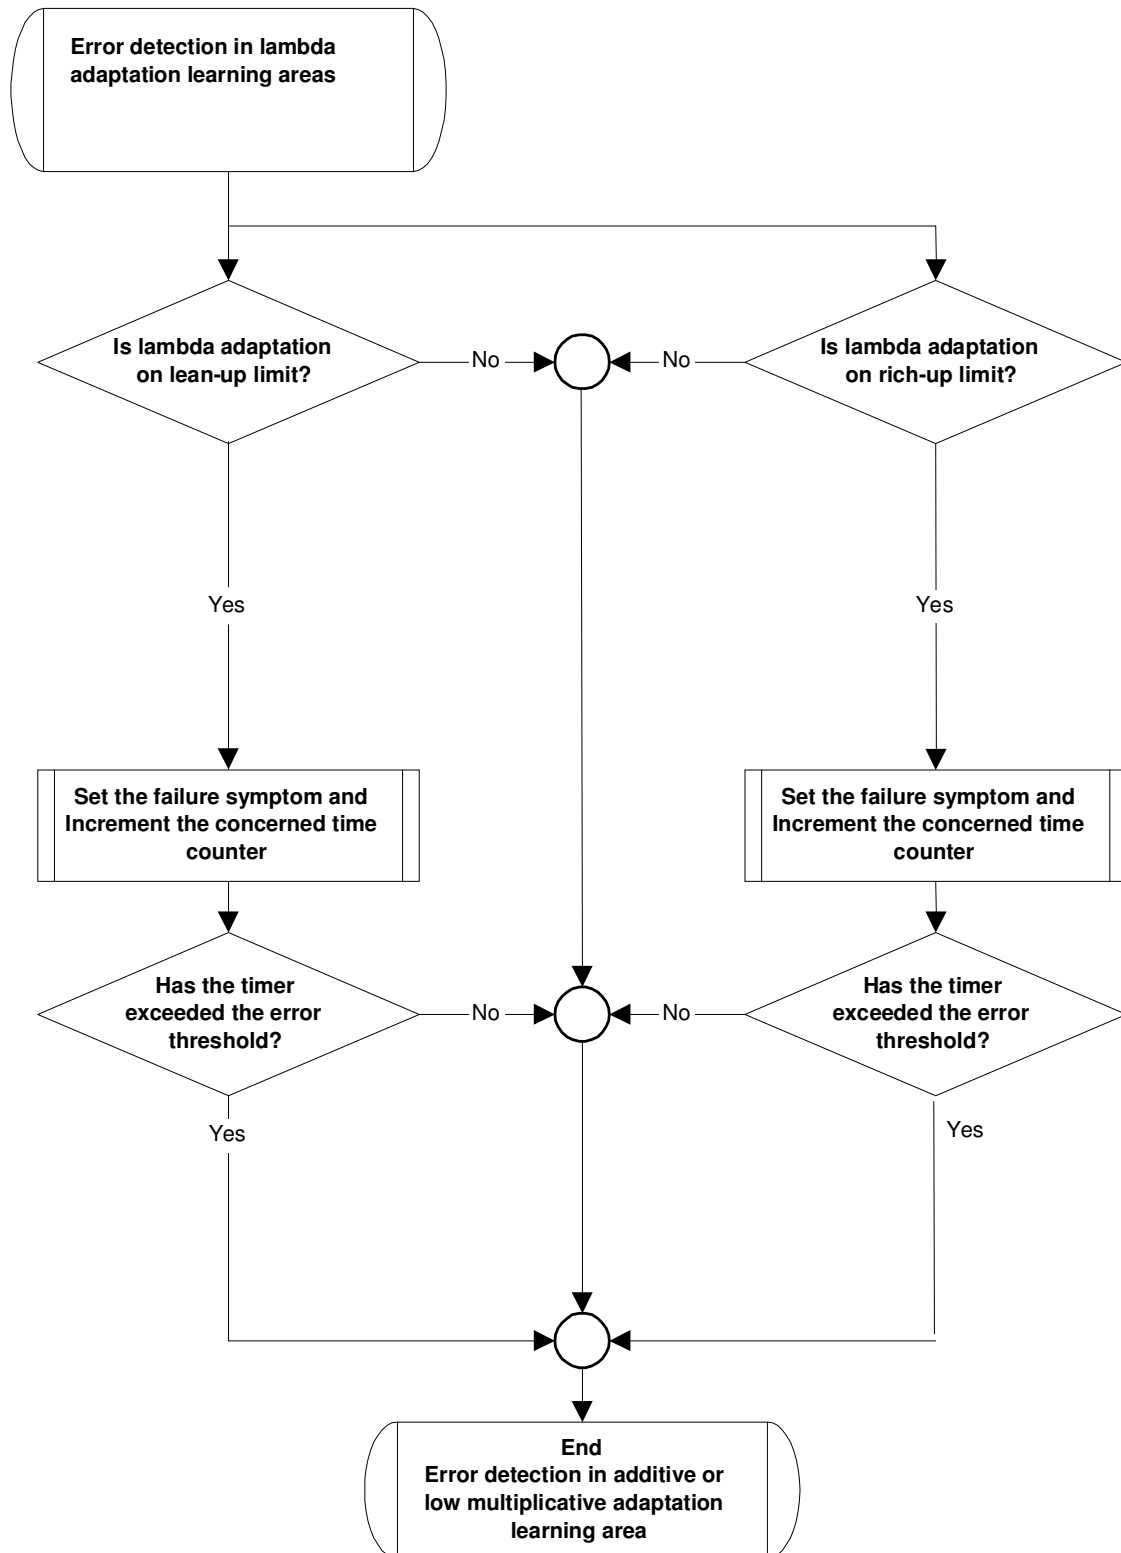 Error detection in lambda
adaptation learning areas
Is lambda adaptation
on lean-up limit?
No
No
Is lambda adaptation
on rich-up limit?
Yes
Yes
Set the failure symptom and
Increment the concerned time
counter
Set the failure symptom and
Increment the concerned time
counter
Has the timer
exceeded the error
threshold?
No
No
Has the timer
exceeded the error
threshold?
Yes
Yes
End
Error detection in additive or
low multiplicative adaptation
learning area